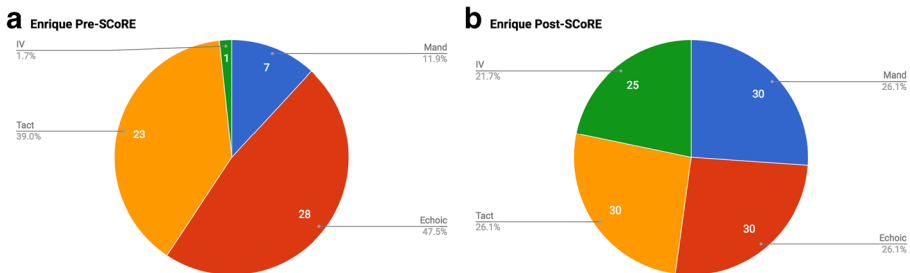 a Enrique Pre-SCoRE
IV
1.7%
1
Mand
11.9%
7
Tact
39.0%
23
28
Echoic
47.5%
b Enrique Post-SCoRE
IV
21.7%
25
Mand
26.1%
30
Tact
26.1%
30
30
Echoic
26.1%